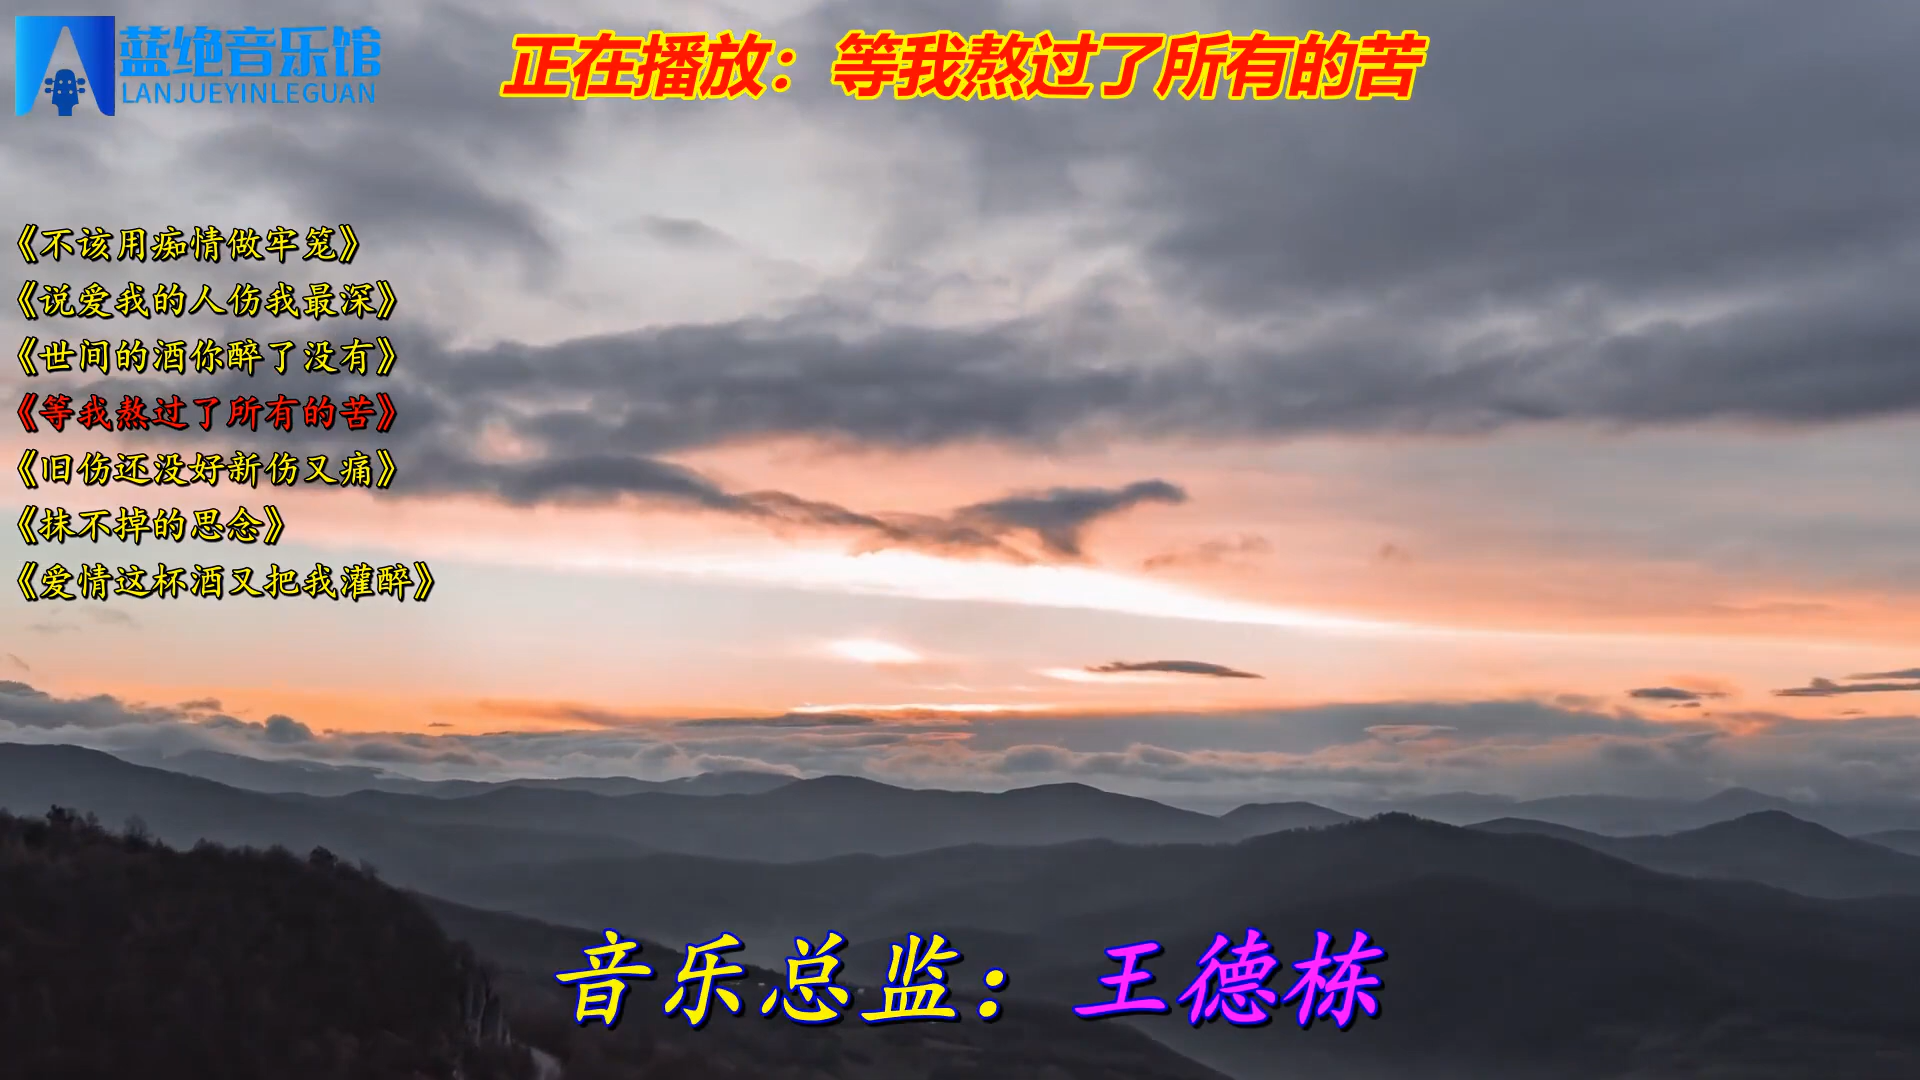 蓝绝音乐馆
LANJUEYINLEGUAN
正在播放：等我熬过了所有的苦
《不该用痴情做牢笼》
《说爱我的人伤我最深》
《世间的酒你醉了没有》
《等我熬过了所有的苦》
《旧伤还没好新伤又痛》
《抹不掉的思念》
《爱情这杯酒又把我灌醉》
音乐总监：王德栋